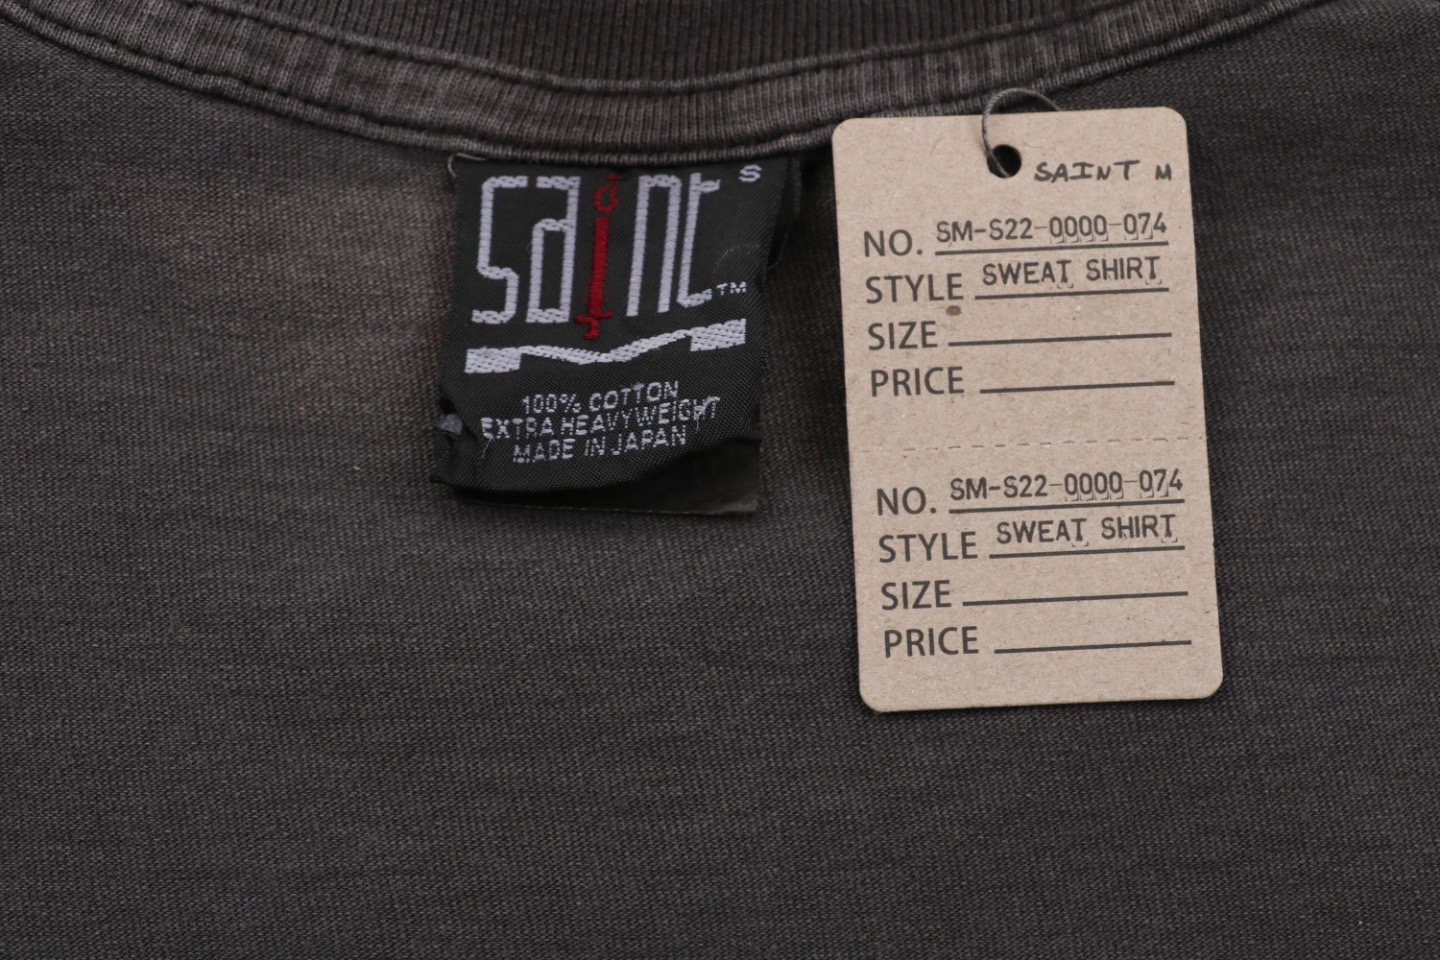 saint S
TM
100% COTTON
EXTRA HEAVYWEIGHT
MADE IN JAPAN
SAINT M
NO. SM-S22-0000-074
STYLE SWEAT SHIRT
SIZE
PRICE
NO. SM-S22-0000-074
STYLE SWEAT SHIRT
SIZE
PRICE